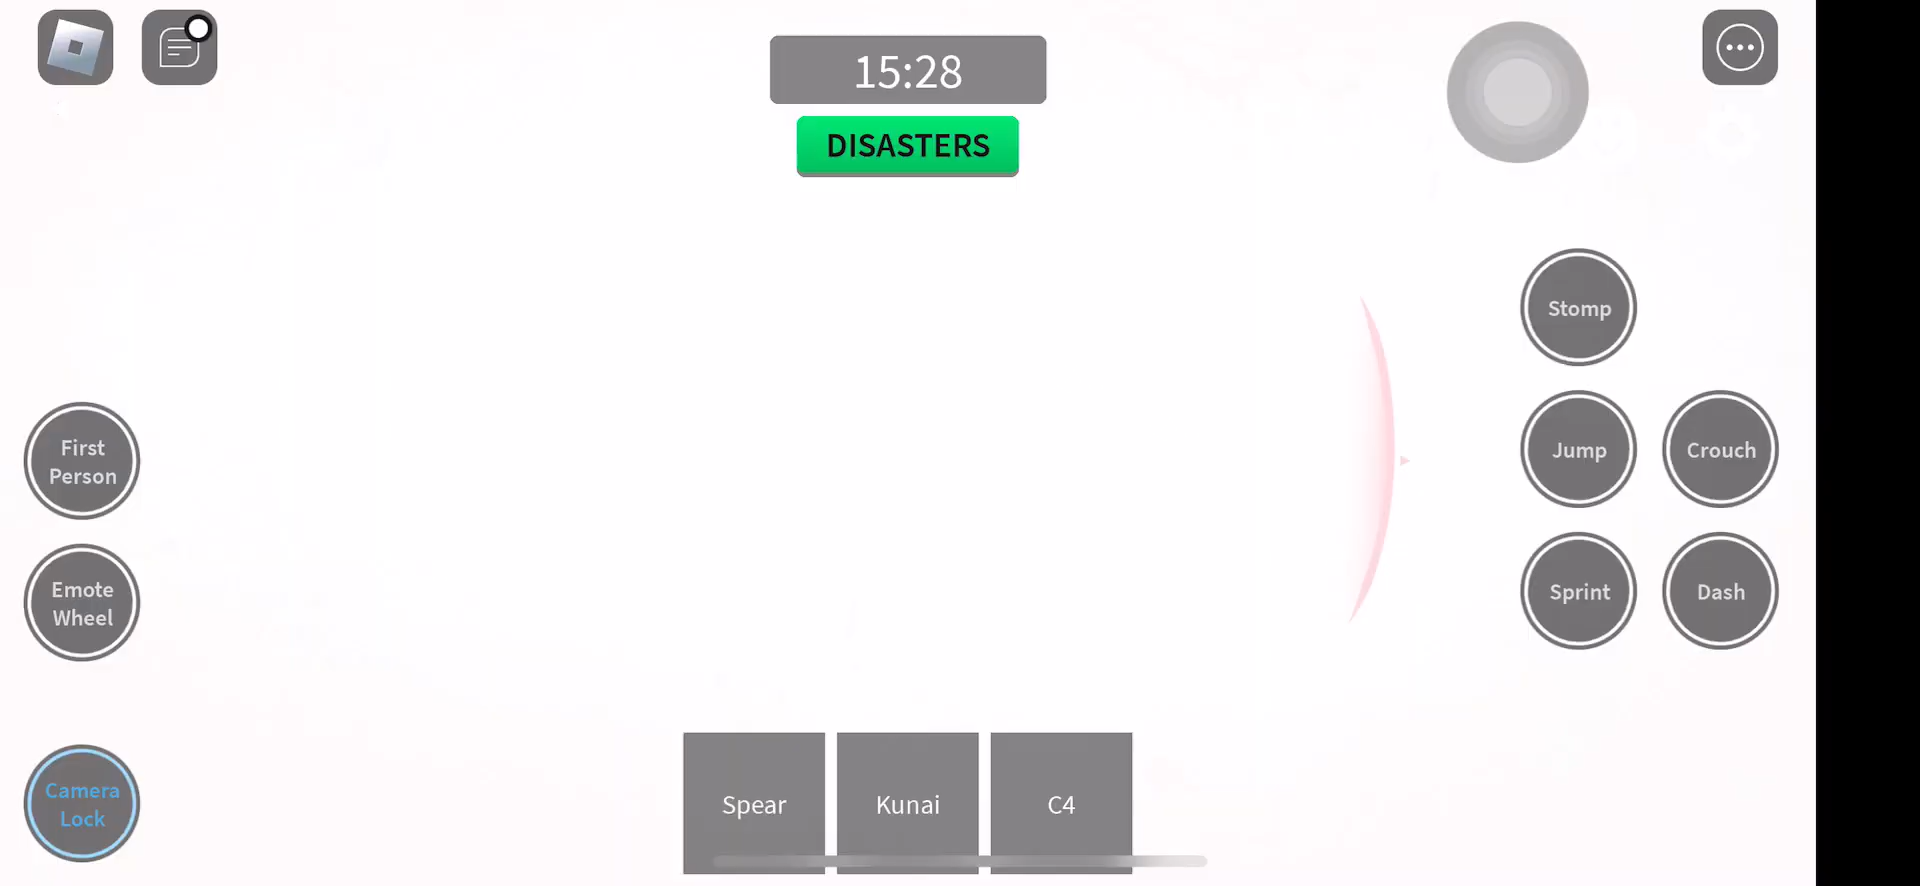 15:28
DISASTERS
Stomp
First
Person
Jump
Crouch
Emote
Wheel
Sprint
Dash
Camera
Lock
Spear
Kunai
C4